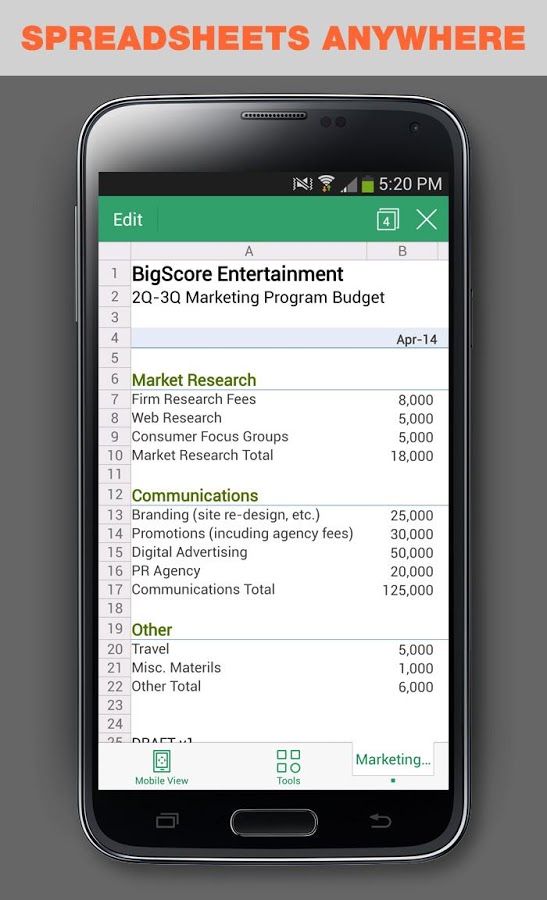 SPREADSHEETS ANYWHERE
5:20 PM
Edit 4
A B
1 BigScore Entertainment
2 2Q-3Q Marketing Program Budget
3
4 Apr-14
5
6 Market Research
7 Firm Research Fees 8,000
8 Web Research 5,000
9 Consumer Focus Groups 5,000
10 Market Research Total 18,000
11
12 Communications
13 Branding (site re-design, etc.) 25,000
14 Promotions (incuding agency fees) 30,000
15 Digital Advertising 50,000
16 PR Agency 20,000
17 Communications Total 125,000
18
19 Other
20 Travel 5,000
21 Misc. Materils 1,000
22 Other Total 6,000
23
24
25 DRAFT v1
Mobile View Tools Marketing...